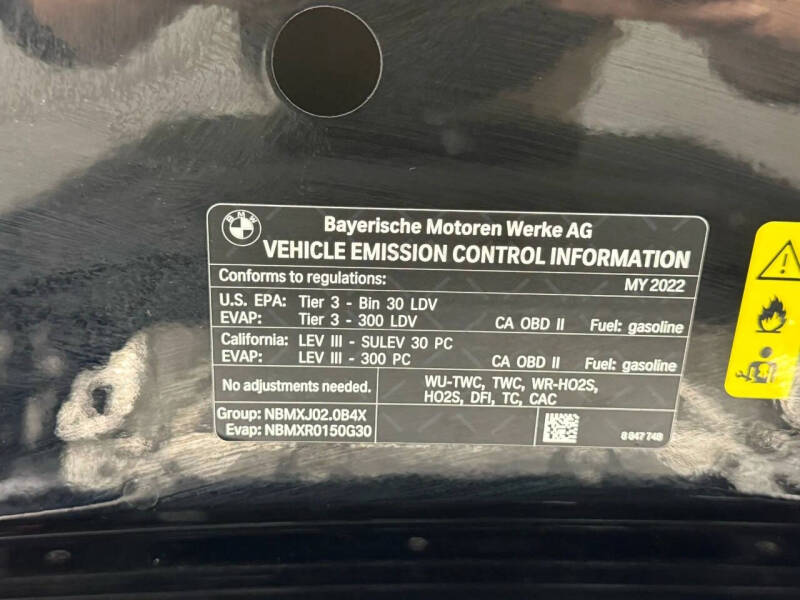 BMW
Bayerische Motoren Werke AG
VEHICLE EMISSION CONTROL INFORMATION
Conforms to regulations: MY 2022
U.S. EPA: Tier 3 - Bin 30 LDV
EVAP: Tier 3 - 300 LDV CA OBD II Fuel: gasoline
California: LEV III - SULEV 30 PC
EVAP: LEV III - 300 PC CA OBD II Fuel: gasoline
No adjustments needed.
WU-TWC, TWC, WR-HO2S,
HO2S, DFI, TC, CAC
Group: NBMXJ02.0B4X
Evap: NBMXR0150G30
8 647 748